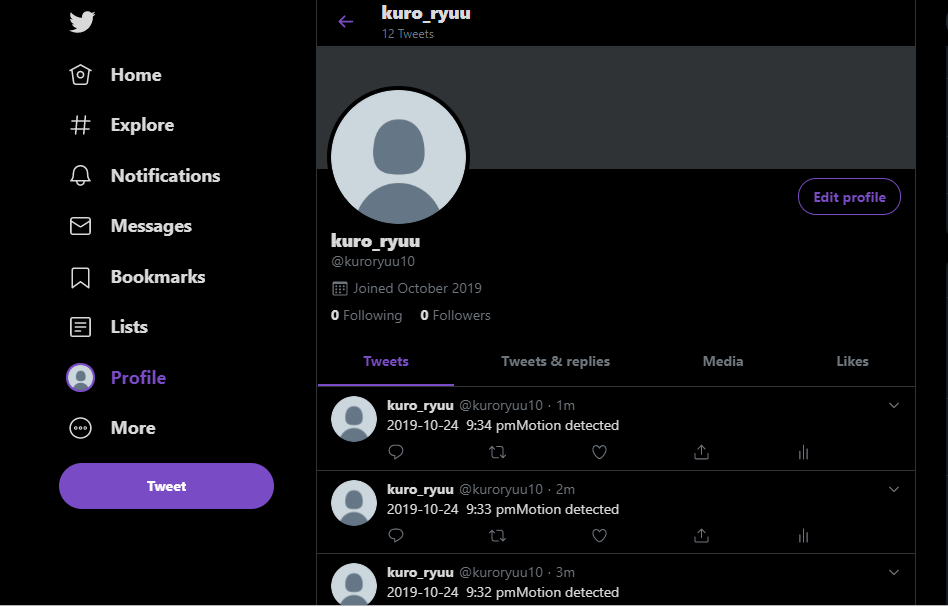 kuro_ryuu
12 Tweets
Home
Explore
Notifications
Messages
Bookmarks
Lists
Profile
More
Tweet
Edit profile
kuro_ryuu
@kuroryuu10
Joined October 2019
0 Following 0 Followers
Tweets Tweets & replies Media Likes
kuro_ryuu @kuroryuu10 · 1m
2019-10-24 9:34 pmMotion detected
kuro_ryuu @kuroryuu10 · 2m
2019-10-24 9:33 pmMotion detected
kuro_ryuu @kuroryuu10 · 3m
2019-10-24 9:32 pmMotion detected